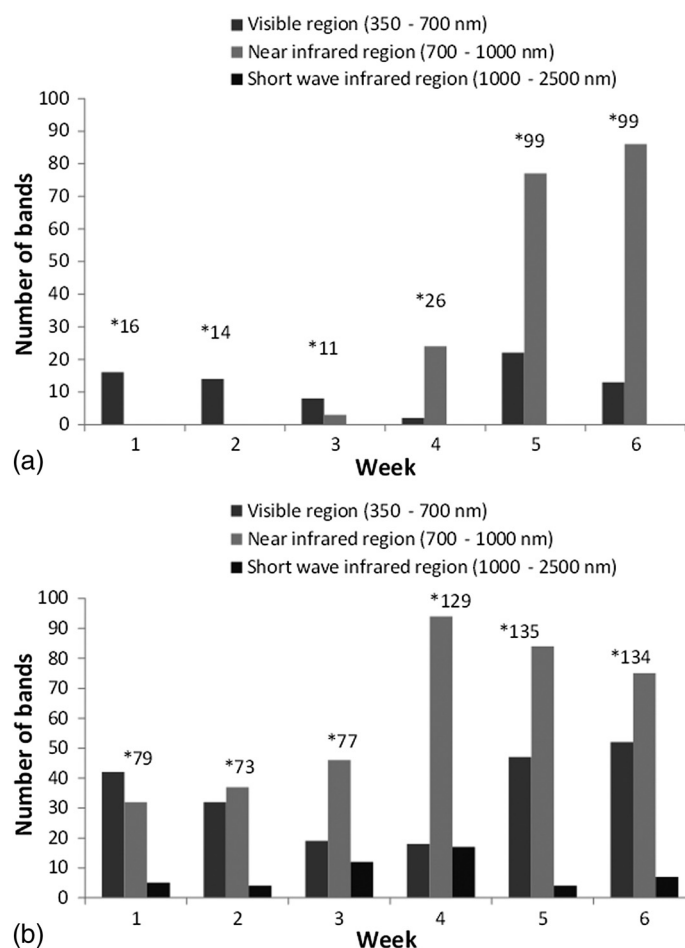 Visible region (350 - 700 nm)
Near infrared region (700 - 1000 nm)
Short wave infrared region (1000 - 2500 nm)
100
90
80
70
60
50
40
30
20
10
0
Number of bands
*16
*14
*11
*26
*99
*99
1 2 3 4 5 6
Week
(a)
Visible region (350 - 700 nm)
Near infrared region (700 - 1000 nm)
Short wave infrared region (1000 - 2500 nm)
100
90
80
70
60
50
40
30
20
10
0
Number of bands
*79
*73
*77
*129
*135
*134
1 2 3 4 5 6
Week
(b)